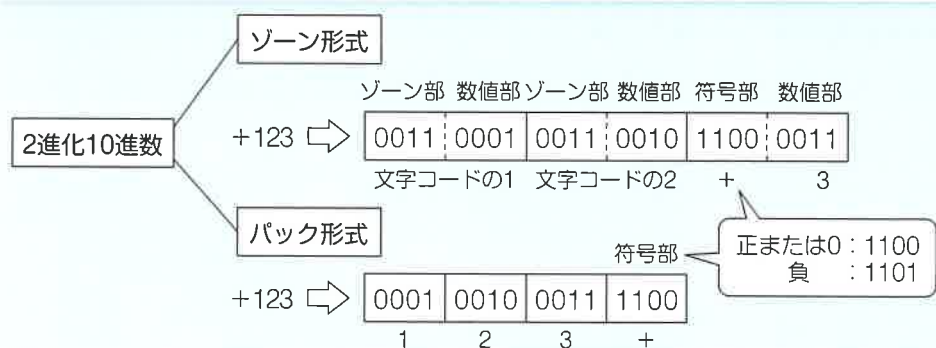 ゾーン形式
ゾーン部 数値部 ゾーン部 数値部 符号部 数値部
2進化10進数
+123 0011 0001 0011 0010 1100 0011
文字コードの1 文字コードの2 + 3
パック形式
符号部
正または0:1100
負 :1101
+123 0001 0010 0011 1100
1 2 3 +